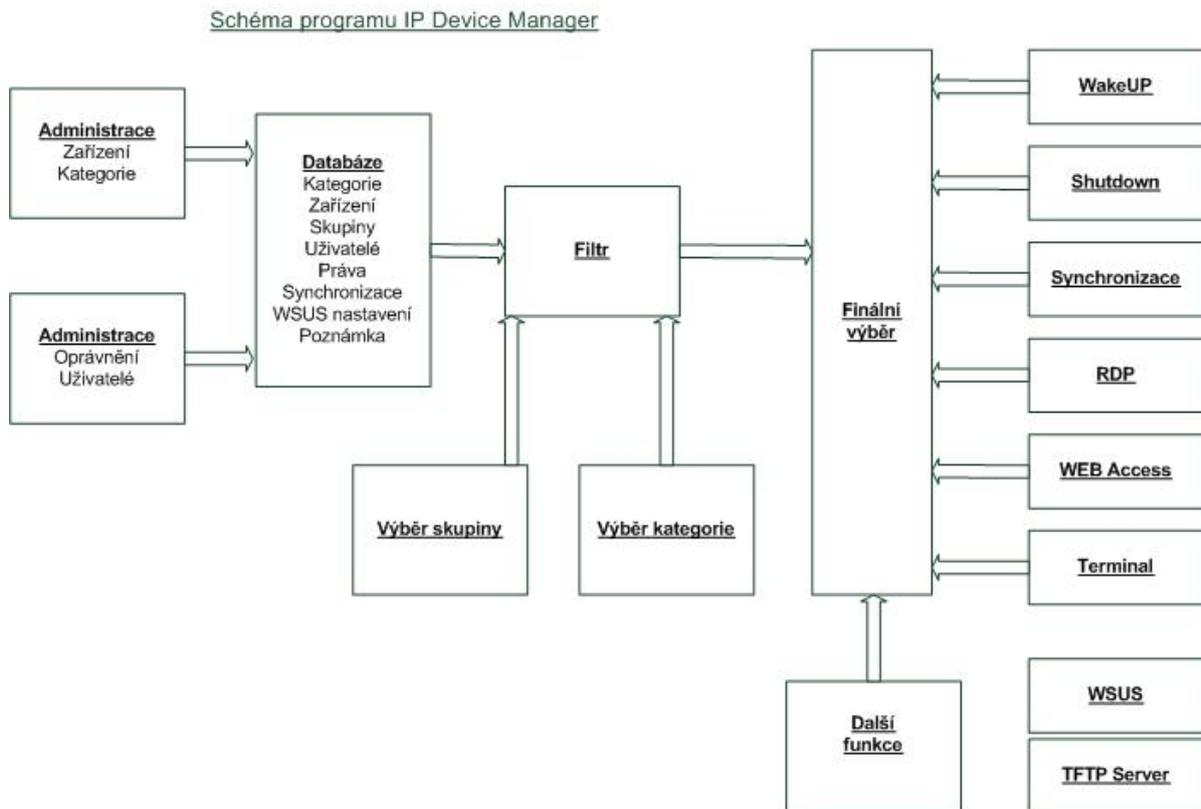 Schéma programu IP Device Manager
Administrace
Zařízení
Kategorie
Administrace
Oprávnění
Uživatelé
Databáze
Kategorie
Zařízení
Skupiny
Uživatelé
Práva
Synchronizace
WSUS nastavení
Poznámka
Filtr
Výběr skupiny
Výběr kategorie
Finální
výběr
Další
funkce
WakeUP
Shutdown
Synchronizace
RDP
WEB Access
Terminal
WSUS
TFTP Server